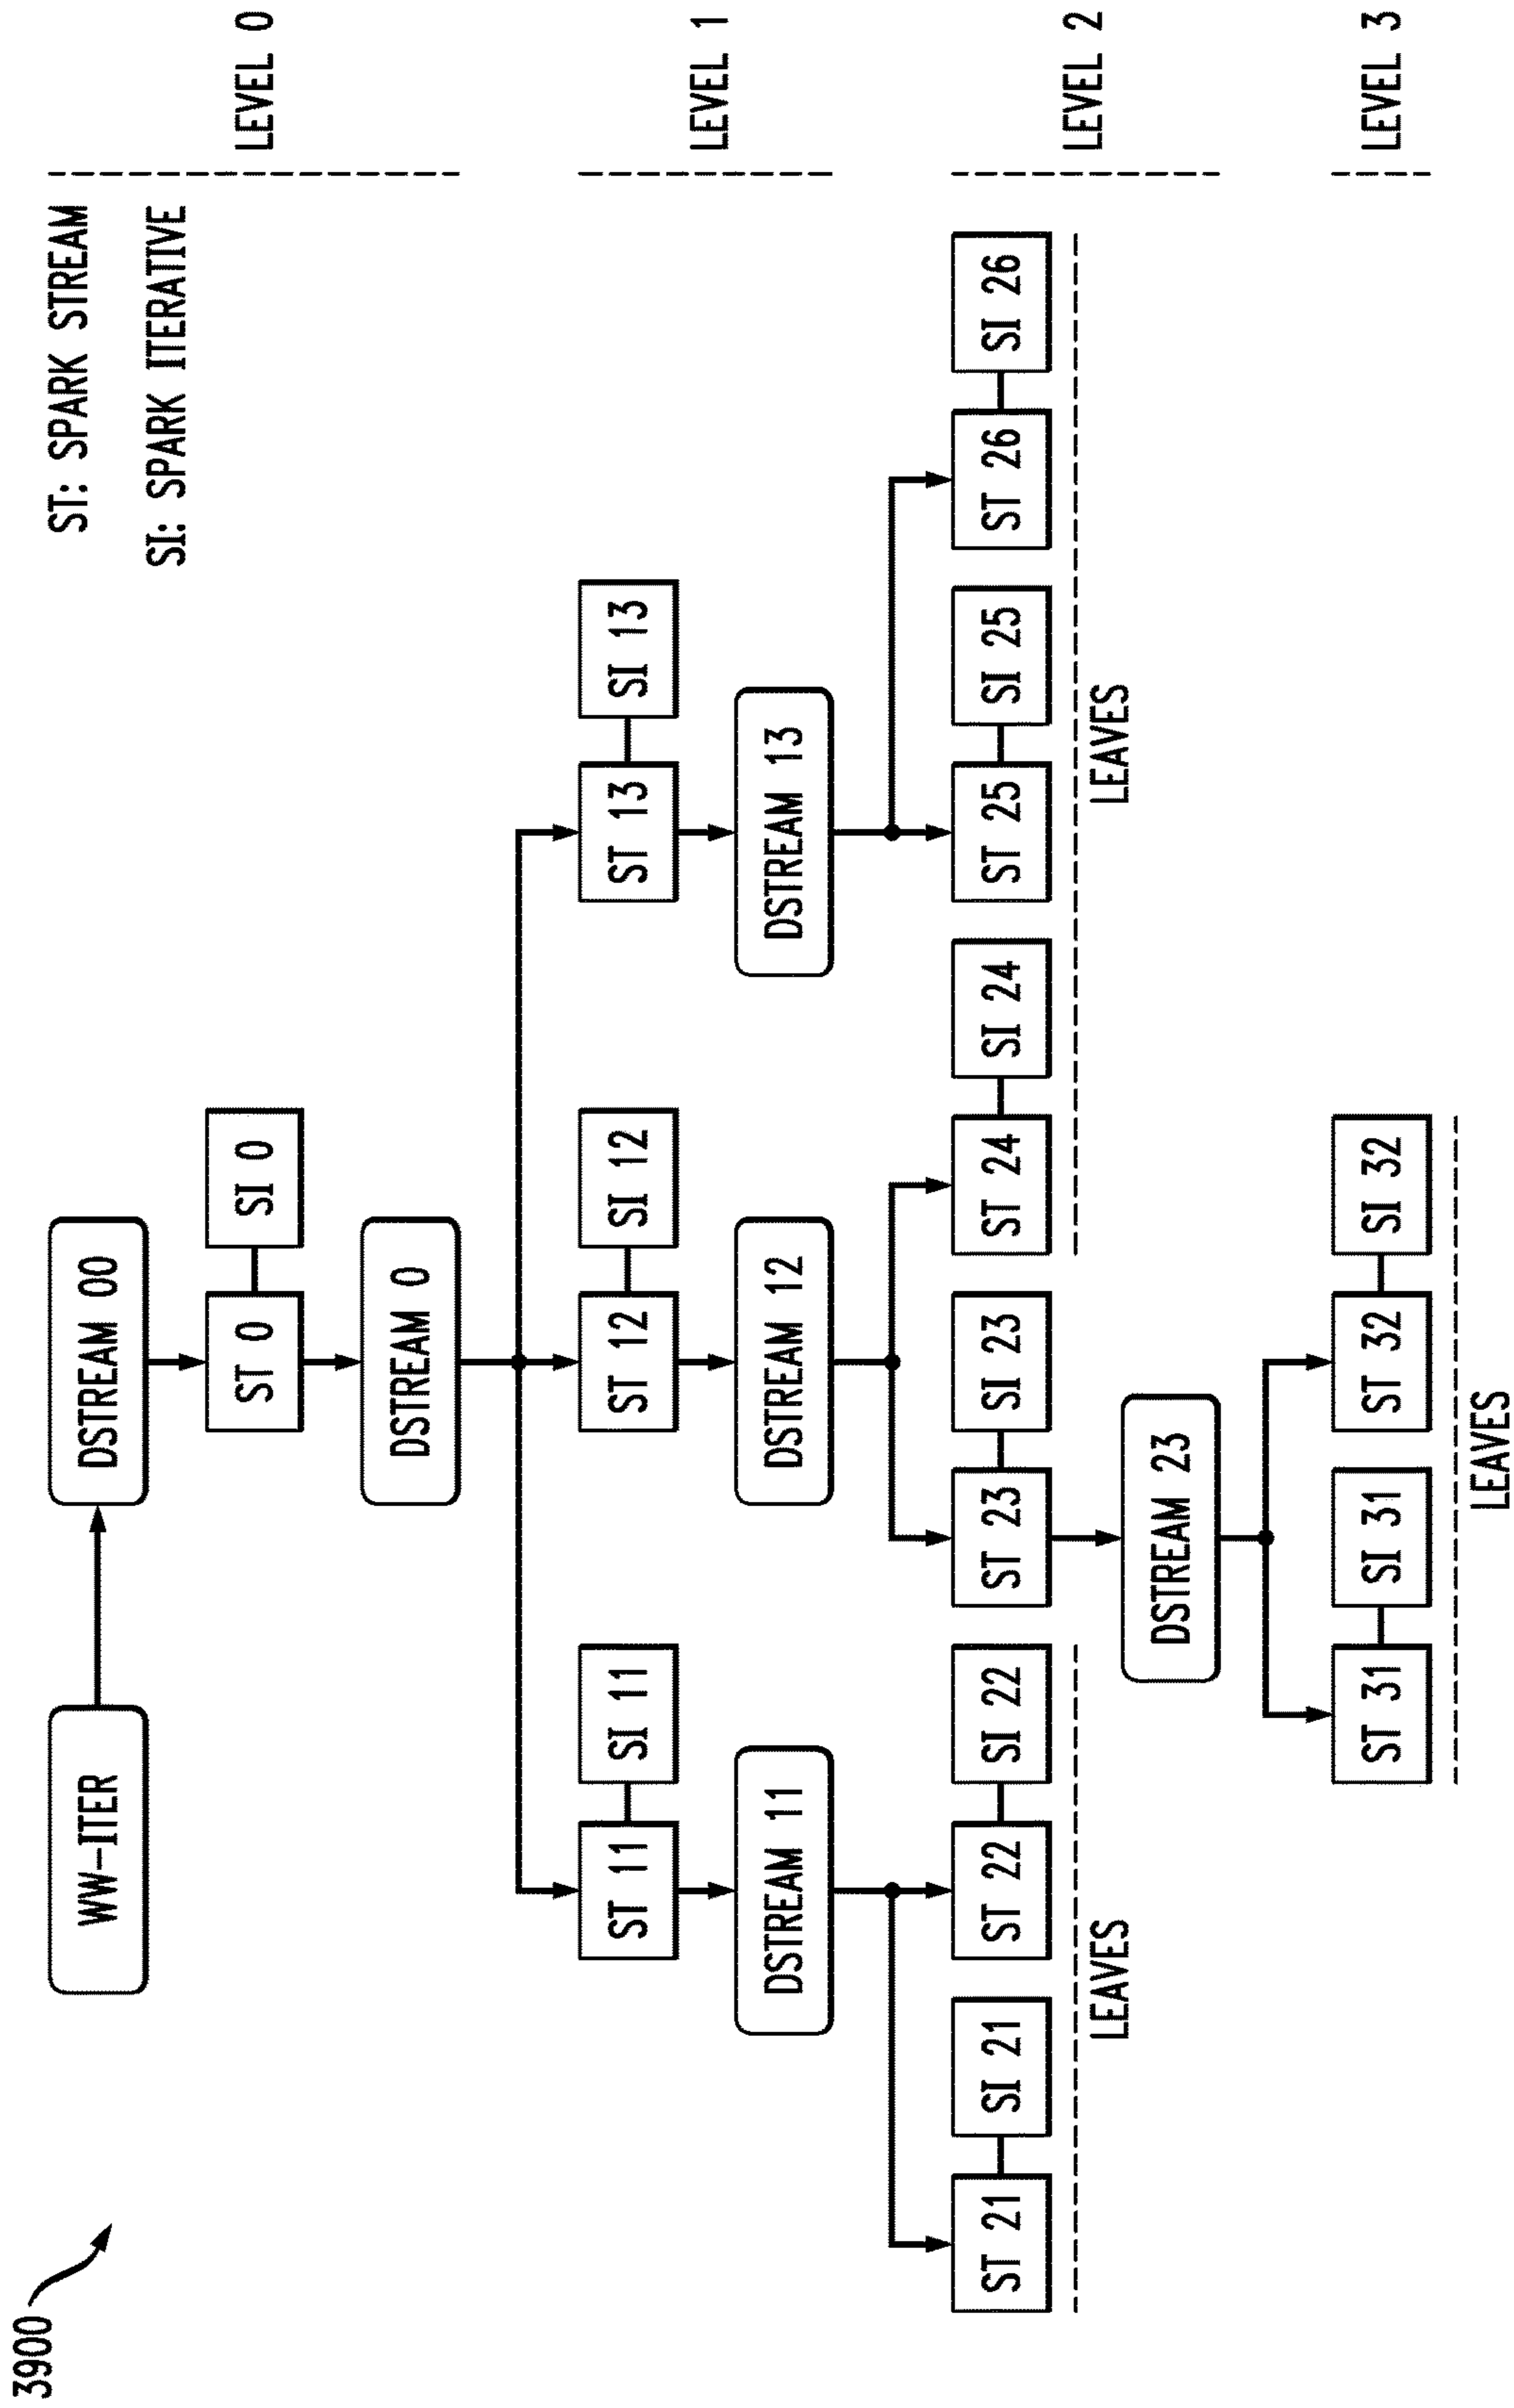 3900
ST: SPARK STREAM
SI: SPARK ITERATIVE
WW-ITER
DSTREAM 00
ST 0
SI 0
DSTREAM 0
LEVEL 0
ST 11
SI 11
ST 12
SI 12
ST 13
SI 13
DSTREAM 11
DSTREAM 12
DSTREAM 13
LEVEL 1
ST 21
SI 21
ST 22
SI 22
ST 23
SI 23
ST 24
SI 24
ST 25
SI 25
ST 26
SI 26
LEAVES
LEAVES
DSTREAM 23
LEVEL 2
ST 31
SI 31
ST 32
SI 32
LEVEL 3
LEAVES